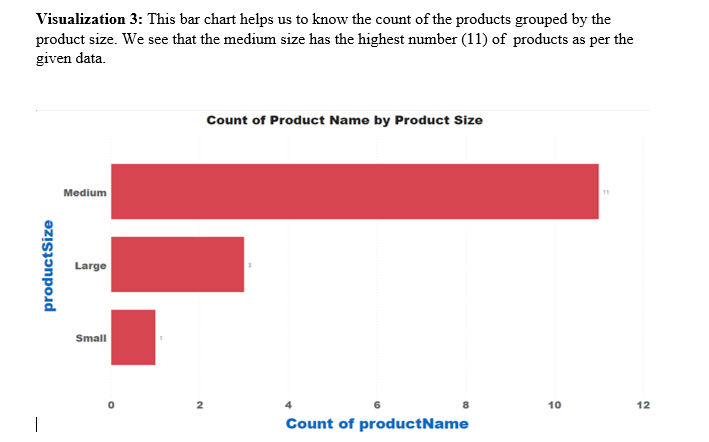 Visualization 3: This bar chart helps us to know the count of the products grouped by the
product size. We see that the medium size has the highest number (11) of products as per the
given data.
Count of Product Name by Product Size
productSize
Medium
11
Large
3
Small
1
0 2 4 6 8 10 12
Count of productName